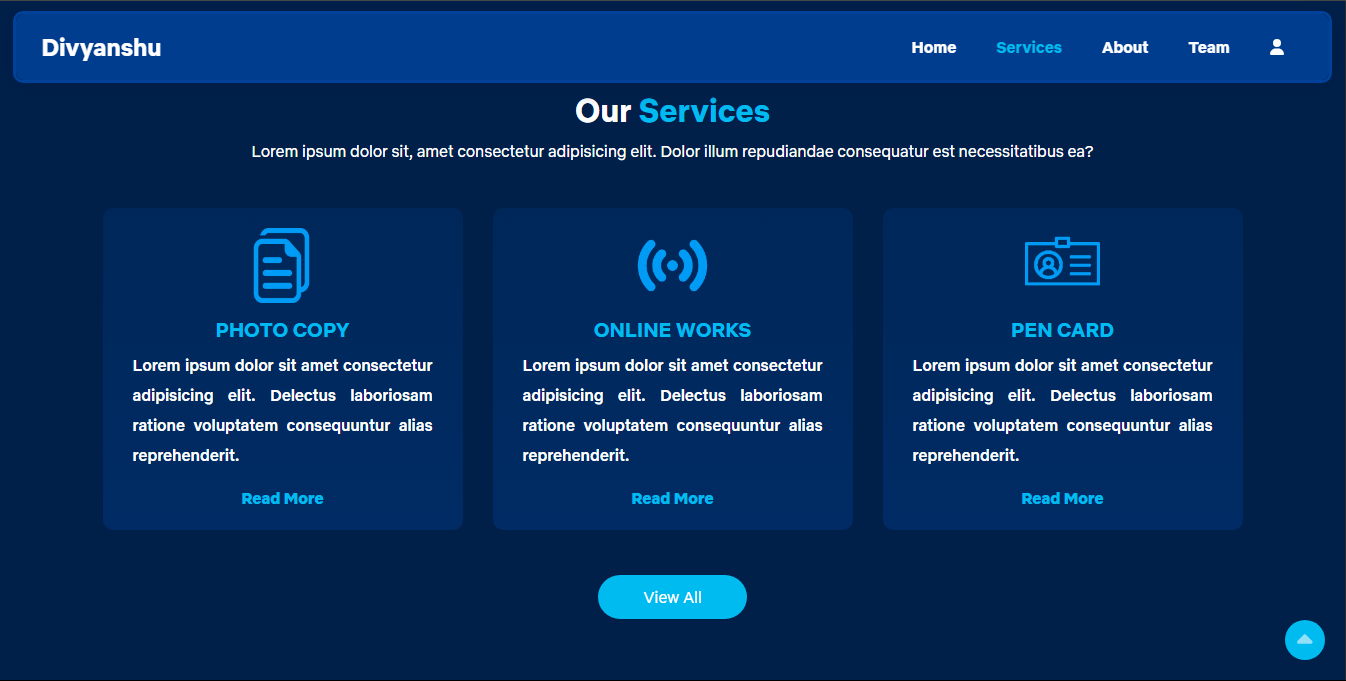 Divyanshu
Home Services About Team
Our Services
Lorem ipsum dolor sit, amet consectetur adipisicing elit. Dolor illum repudiandae consequatur est necessitatibus ea?
PHOTO COPY
Lorem ipsum dolor sit amet consectetur
adipisicing elit. Delectus laboriosam
ratione voluptatem consequuntur alias
reprehenderit.
Read More
ONLINE WORKS
Lorem ipsum dolor sit amet consectetur
adipisicing elit. Delectus laboriosam
ratione voluptatem consequuntur alias
reprehenderit.
Read More
PEN CARD
Lorem ipsum dolor sit amet consectetur
adipisicing elit. Delectus laboriosam
ratione voluptatem consequuntur alias
reprehenderit.
Read More
View All